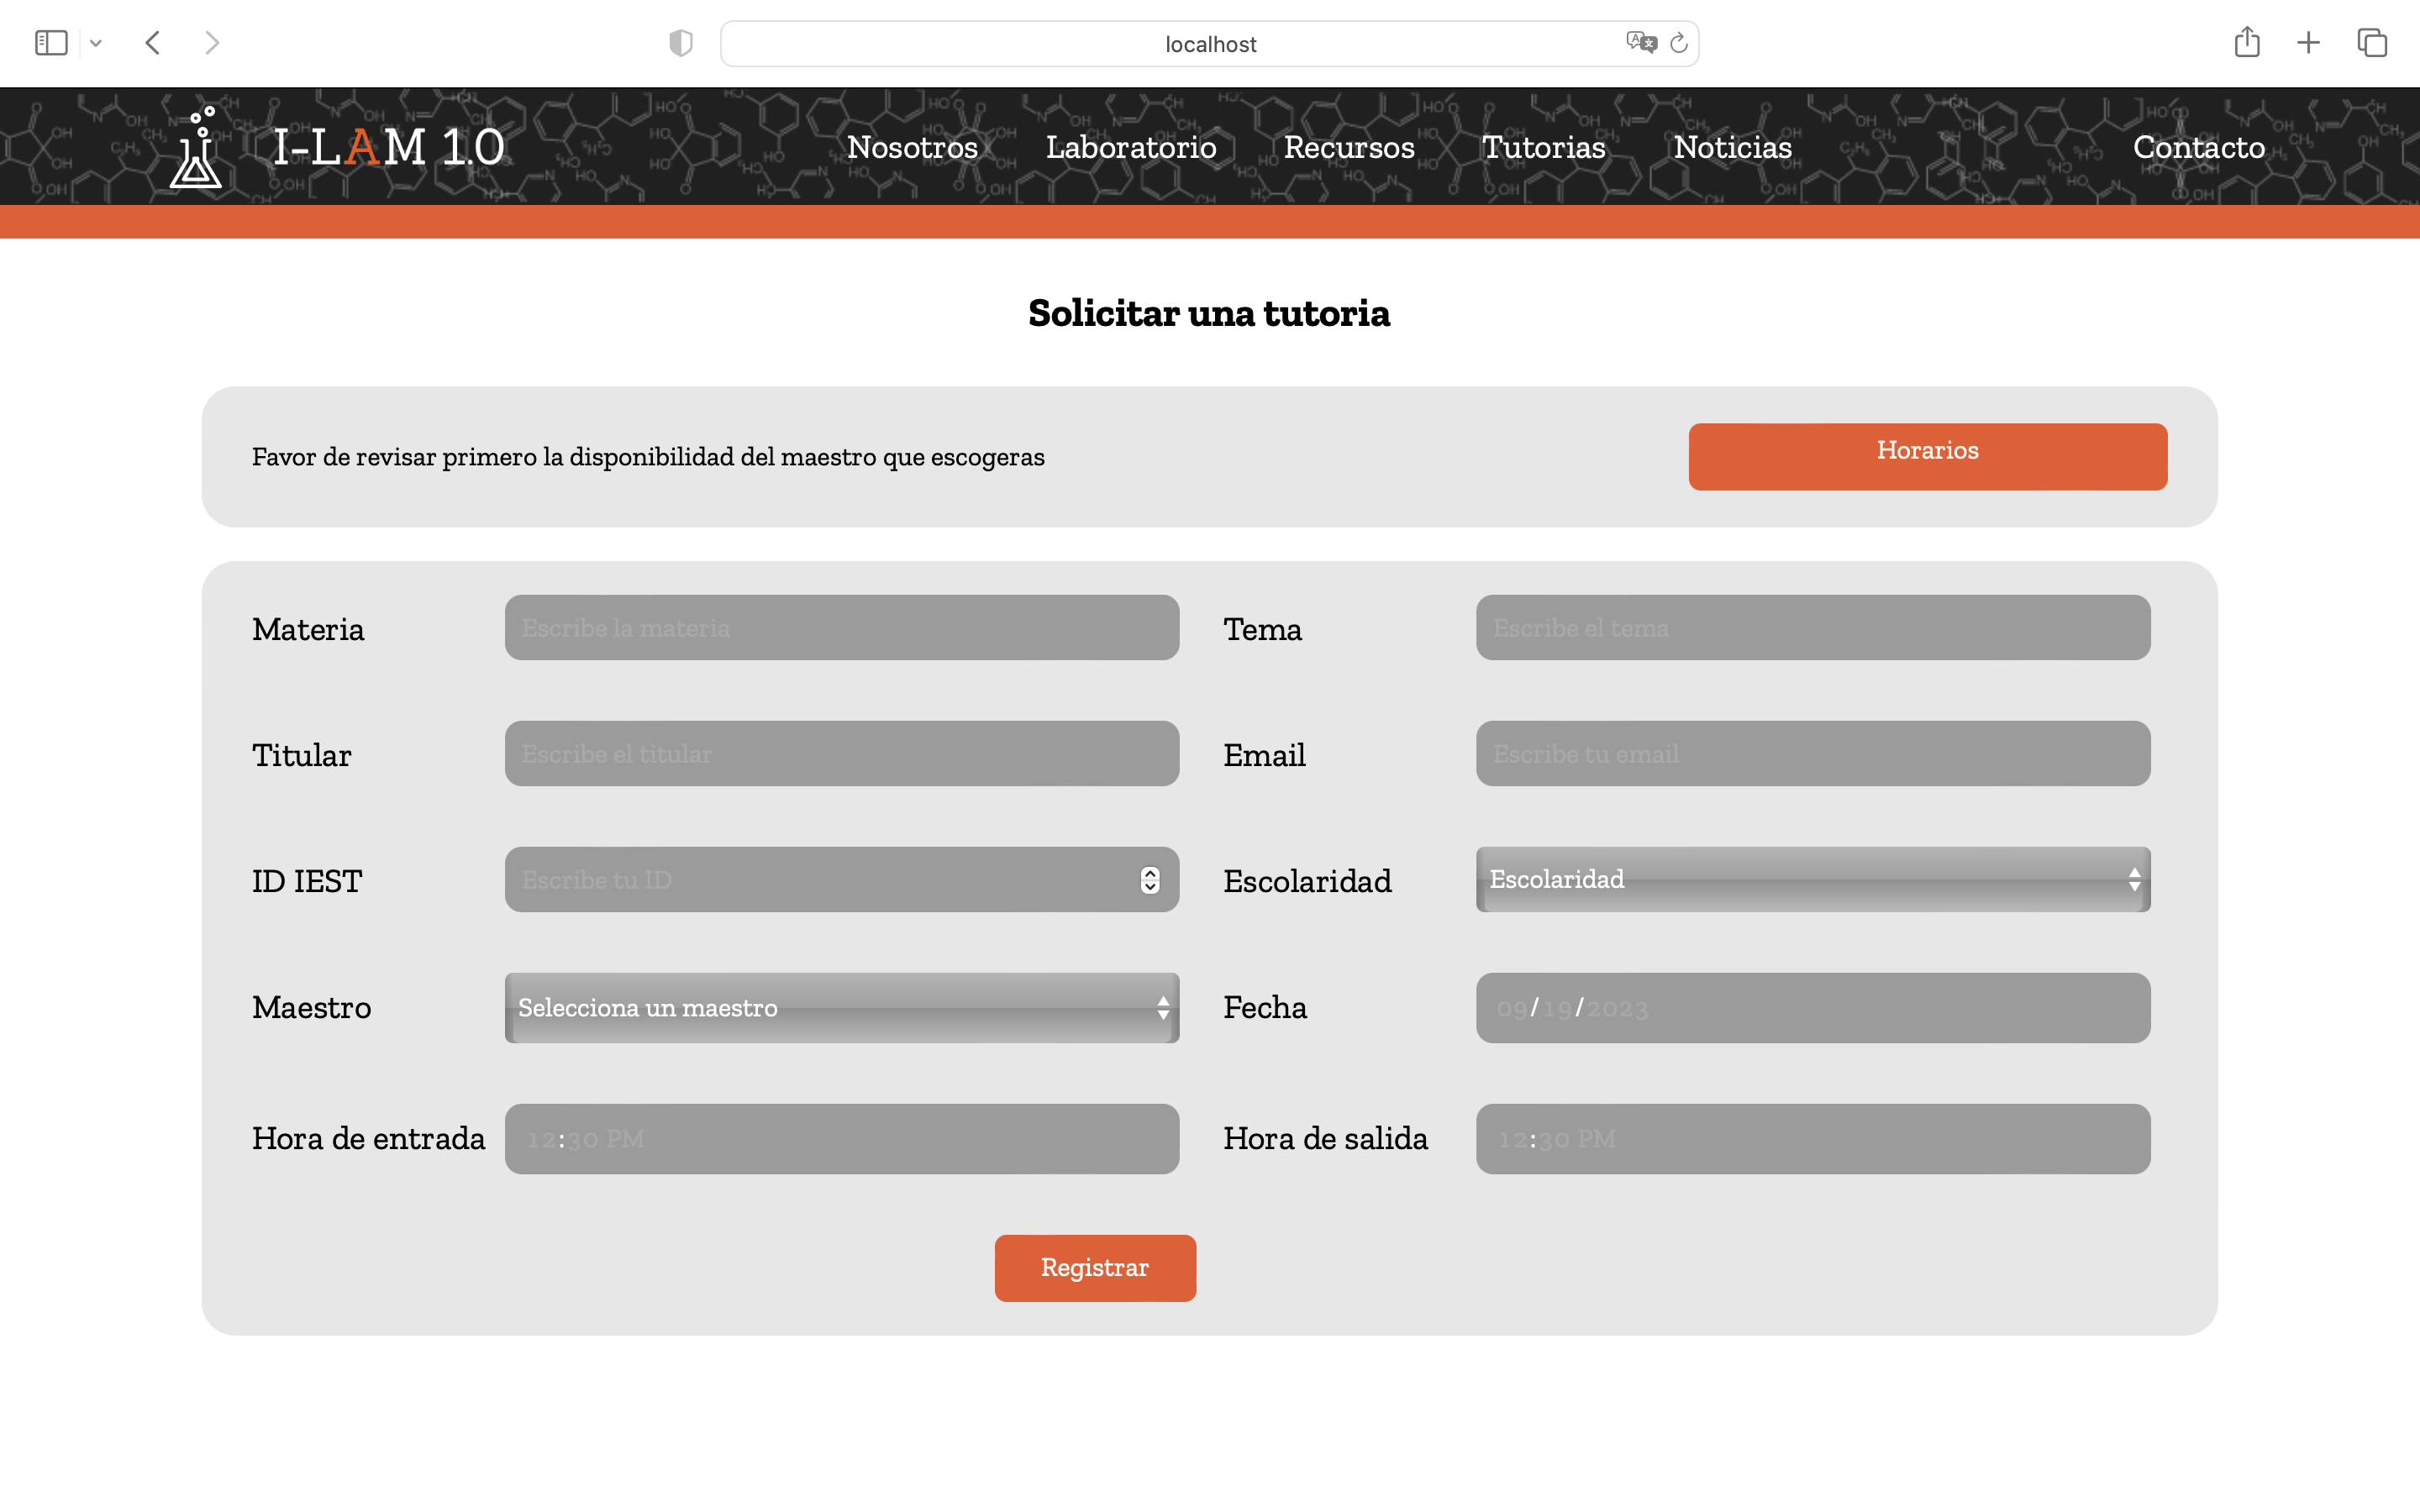 localhost
I-LAM 1.0 Nosotros Laboratorio Recursos Tutorias Noticias Contacto
Solicitar una tutoria
Favor de revisar primero la disponibilidad del maestro que escogeras Horarios
Materia Escribe la materia Tema Escribe el tema
Titular Escribe el titular Email Escribe tu email
ID IEST Escribe tu ID Escolaridad Escolaridad
Maestro Selecciona un maestro Fecha 09/19/2023
Hora de entrada 12:30 PM Hora de salida 12:30 PM
Registrar